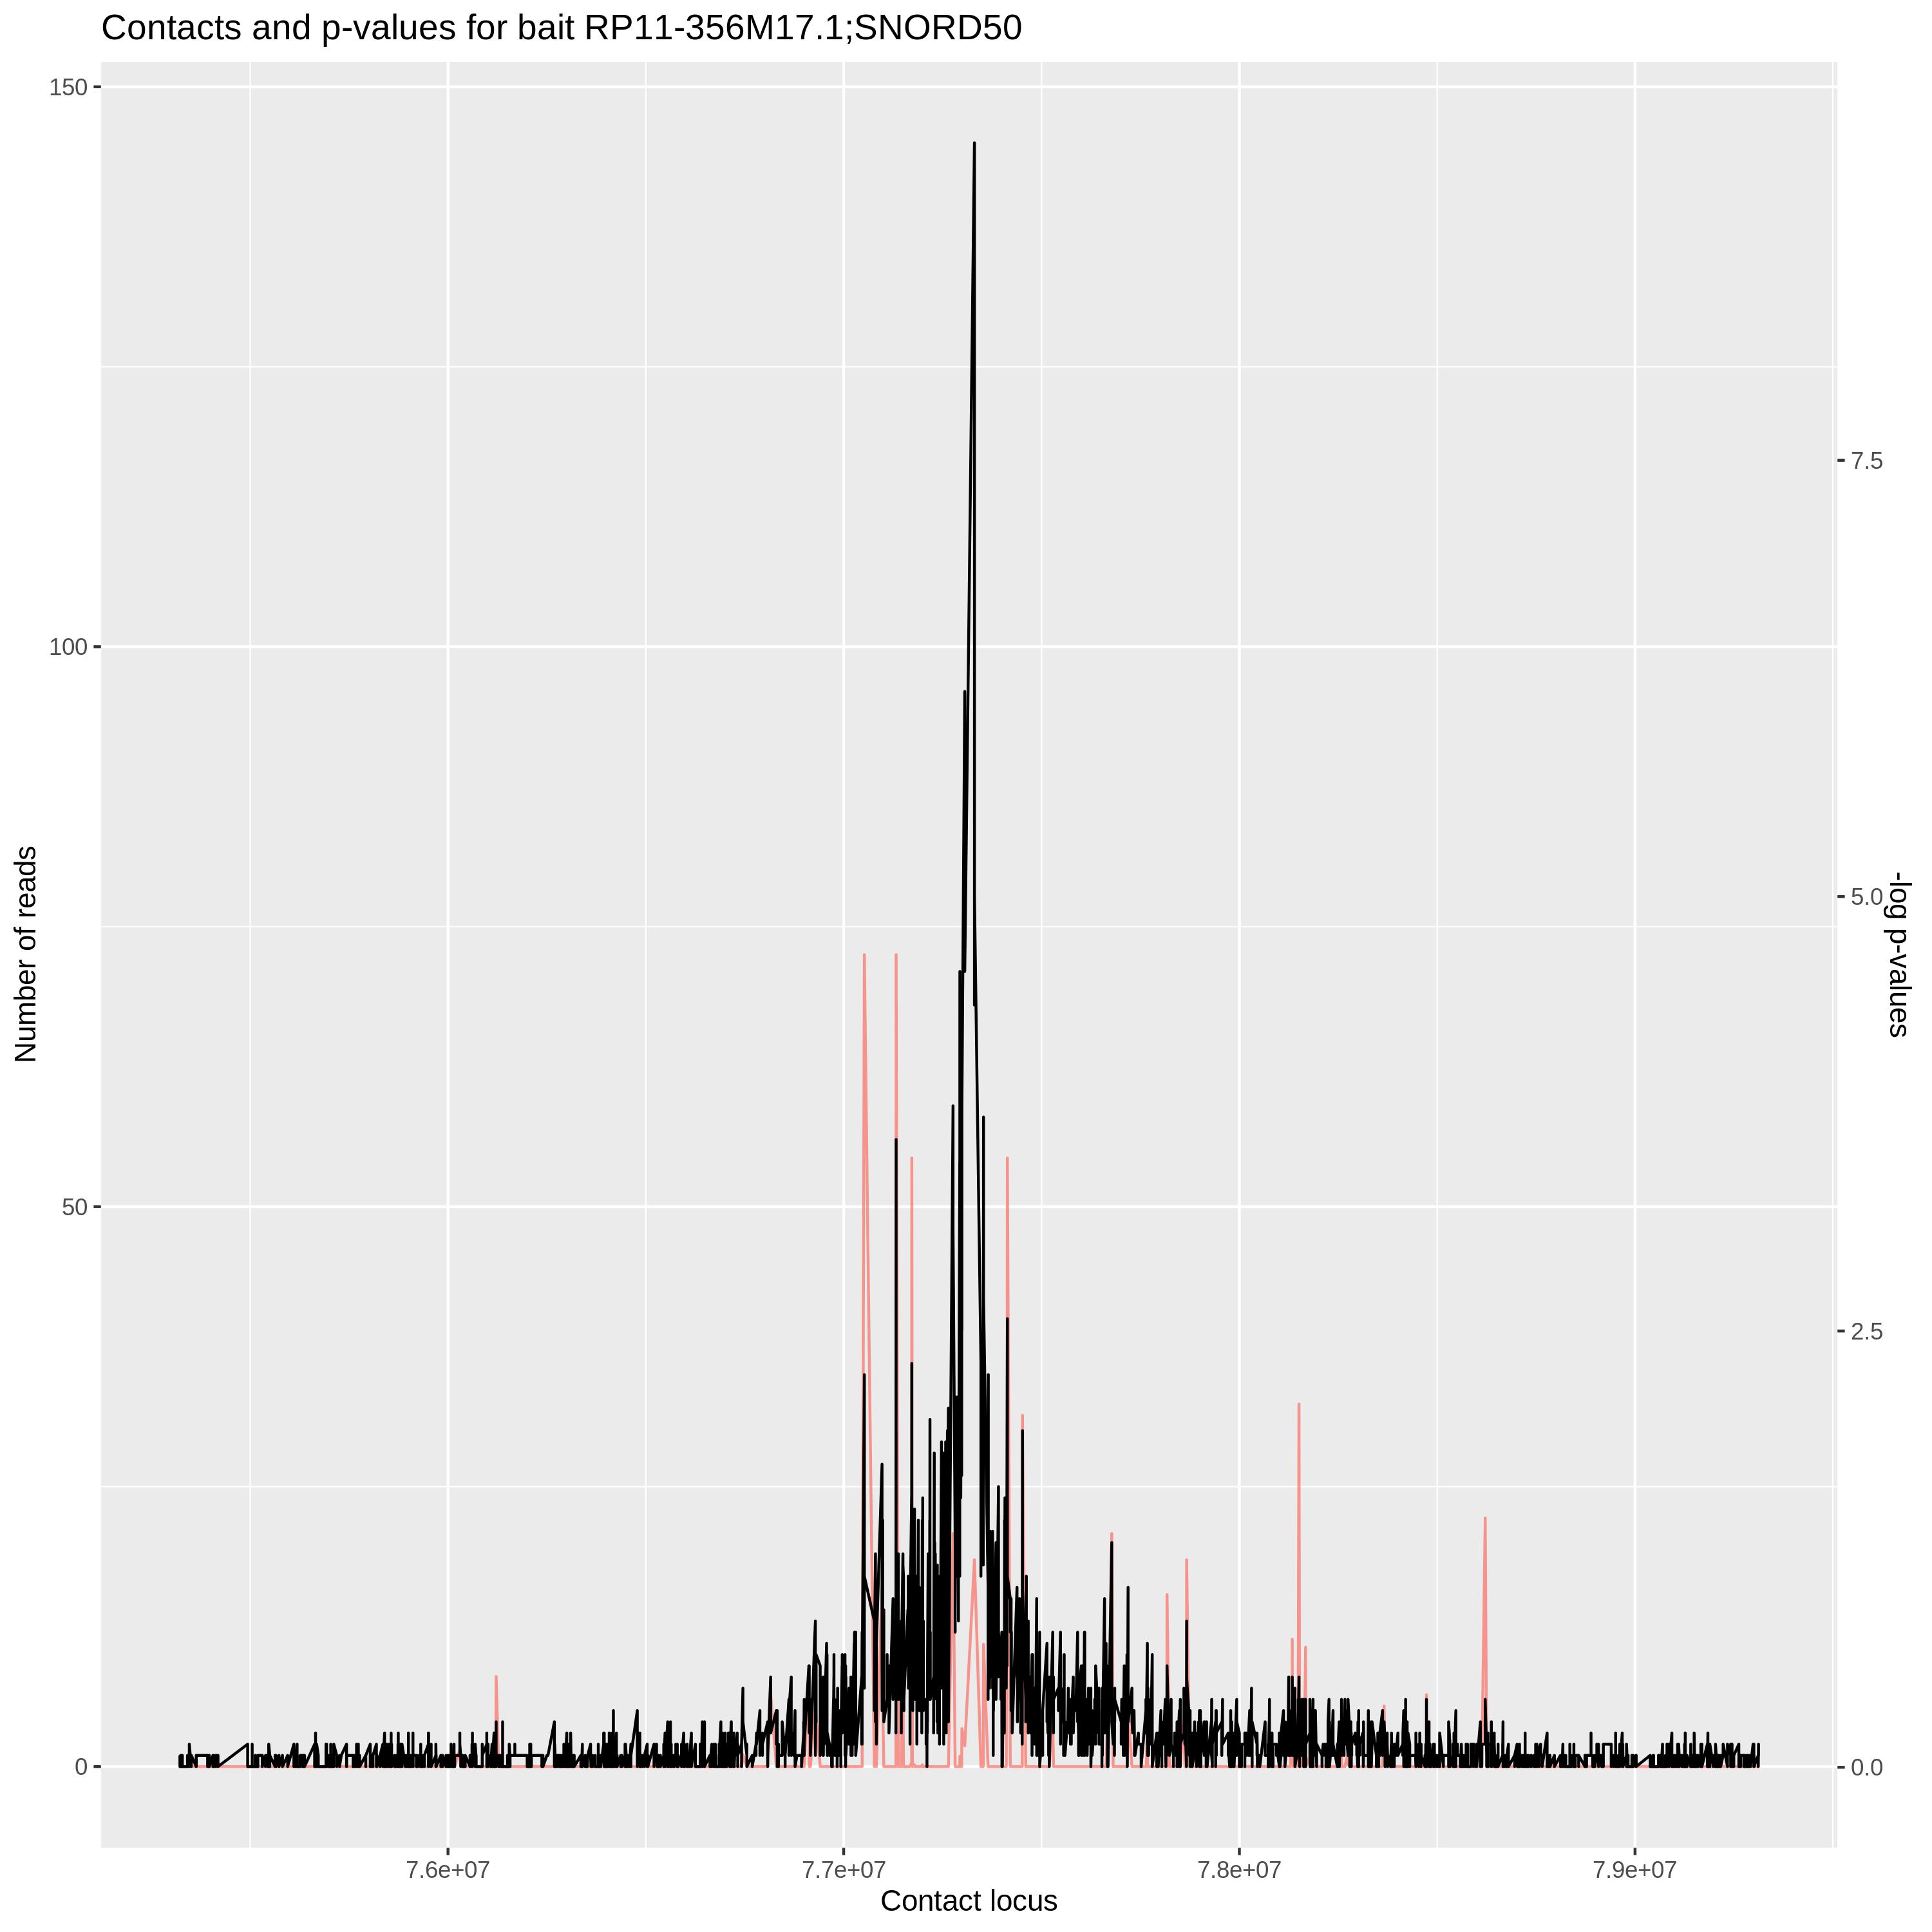 Contacts and p-values for bait RP11-356M17.1;SNORD50
150
100
50
0
Number of reads
7.5
5.0
2.5
0.0
-log p-values
7.6e+07 7.7e+07 7.8e+07 7.9e+07
Contact locus